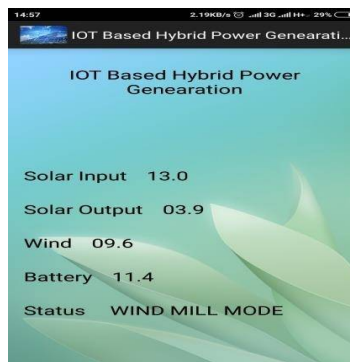 14:57 2.19KB/s 3G H+ 29%
IOT Based Hybrid Power Genearati...
IOT Based Hybrid Power
Genearation
Solar Input 13.0
Solar Output 03.9
Wind 09.6
Battery 11.4
Status WIND MILL MODE